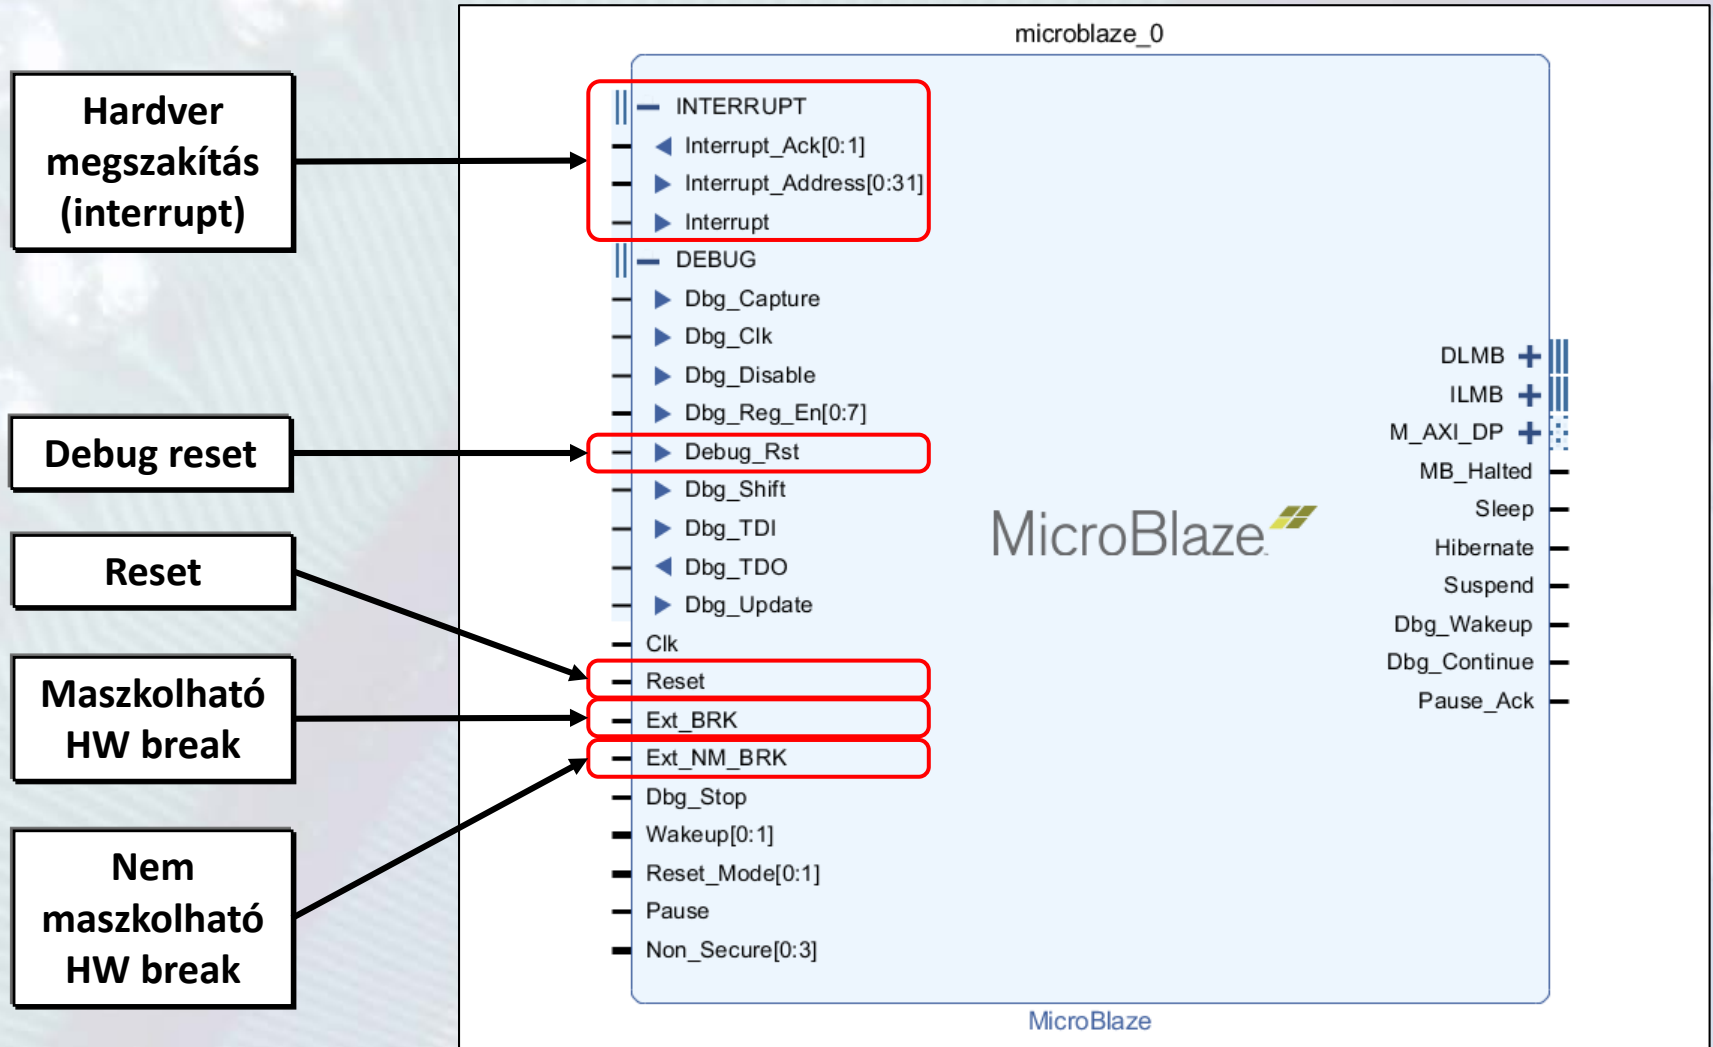 microblaze_0
Hardver
megszakítás
(interrupt)
Debug reset
Reset
Maszkolható
HW break
Nem
maszkolható
HW break
INTERRUPT
Interrupt_Ack[0:1]
Interrupt_Address[0:31]
Interrupt
DEBUG
Dbg_Capture
Dbg_Clk
Dbg_Disable
Dbg_Reg_En[0:7]
Debug_Rst
Dbg_Shift
Dbg_TDI
Dbg_TDO
Dbg_Update
Clk
Reset
Ext_BRK
Ext_NM_BRK
Dbg_Stop
Wakeup[0:1]
Reset_Mode[0:1]
Pause
Non_Secure[0:3]
MicroBlaze
DLMB
ILMB
M_AXI_DP
MB_Halted
Sleep
Hibernate
Suspend
Dbg_Wakeup
Dbg_Continue
Pause_Ack
MicroBlaze